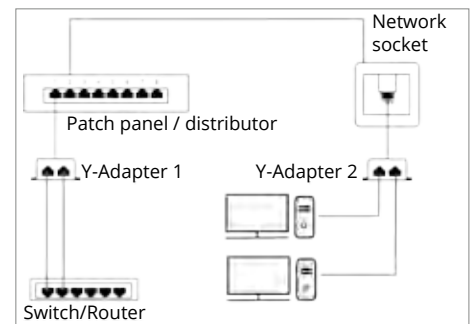 Network
socket
Patch panel / distributor
Y-Adapter 1
Y-Adapter 2
Switch/Router